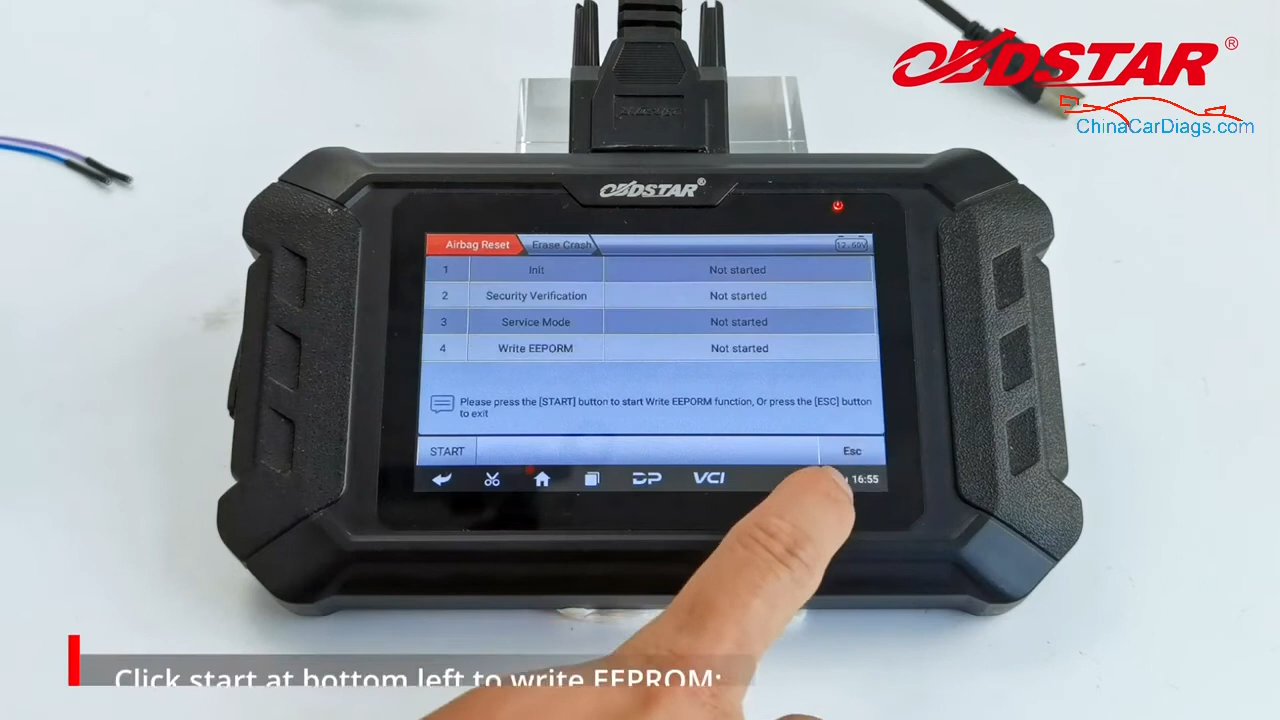 OBDSTAR®
ChinaCarDiags.com
OBDSTAR®
Airbag Reset Erase Crash 12.60V
1 Init Not started
2 Security Verification Not started
3 Service Mode Not started
4 Write EEPORM Not started
Please press the [START] button to start Write EEPORM function, Or press the [ESC] button
to exit
START Esc
DP VCI 16:55
Click start at bottom left to write EEPROM: